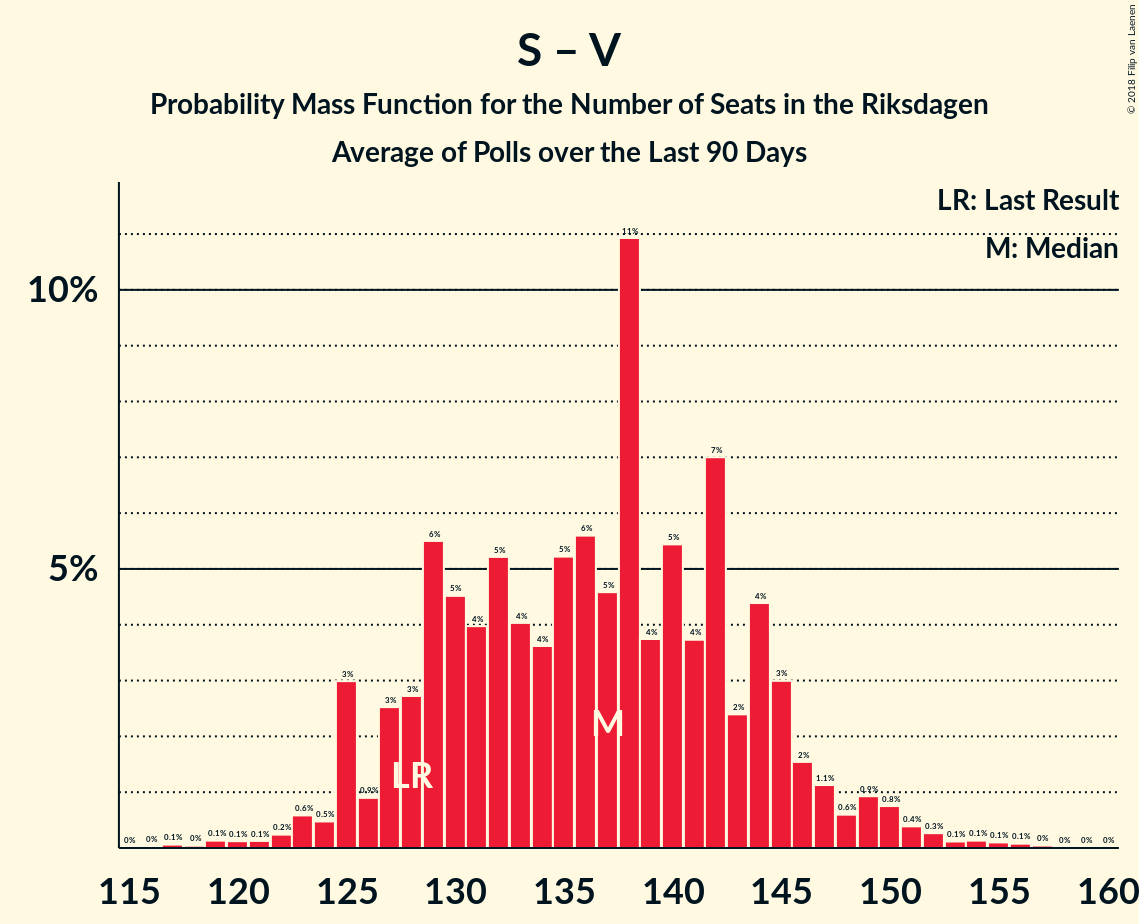 S – V
Probability Mass Function for the Number of Seats in the Riksdagen
Average of Polls over the Last 90 Days
© 2018 Filip van Laenen
LR: Last Result
M: Median
10%
5%
0% 0% 0.1% 0% 0.1% 0.1% 0.1% 0.2% 0.6% 0.5% 3% 0.9% 3% 3% 6% 5% 4% 5% 4% 4% 5% 6% 5% 11% 4% 5% 4% 7% 2% 4% 3% 2% 1.1% 0.6% 0.9% 0.8% 0.4% 0.3% 0.1% 0.1% 0.1% 0.1% 0% 0% 0% 0%
LR
M
115 120 125 130 135 140 145 150 155 160